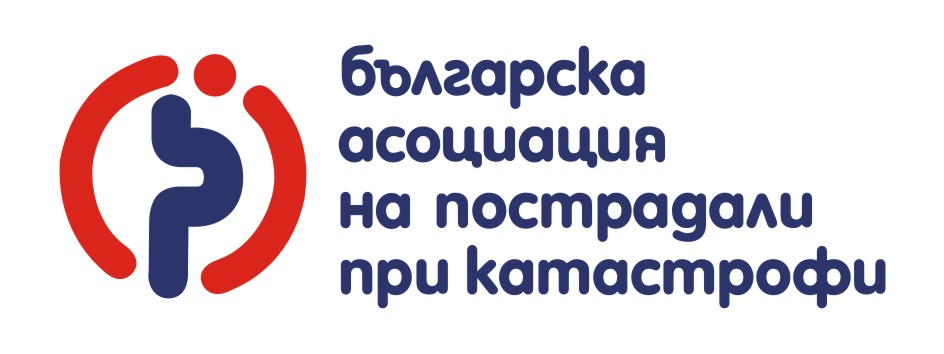 българска
асоциация
на пострадали
при катастрофи